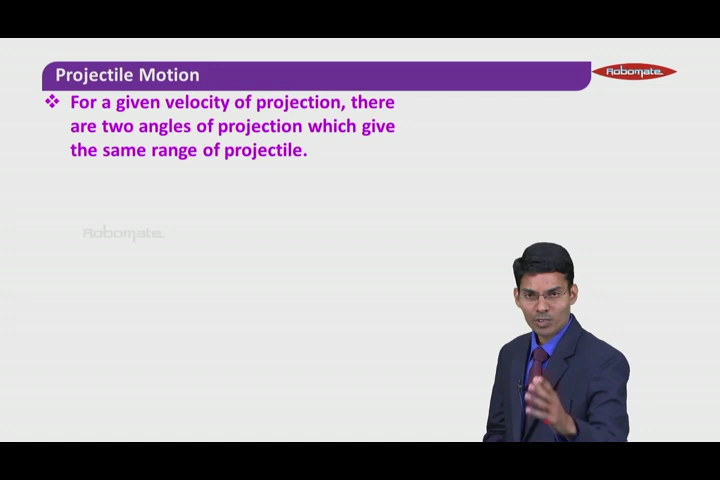 Projectile Motion
Robomate
❖ For a given velocity of projection, there
are two angles of projection which give
the same range of projectile.
Robomate